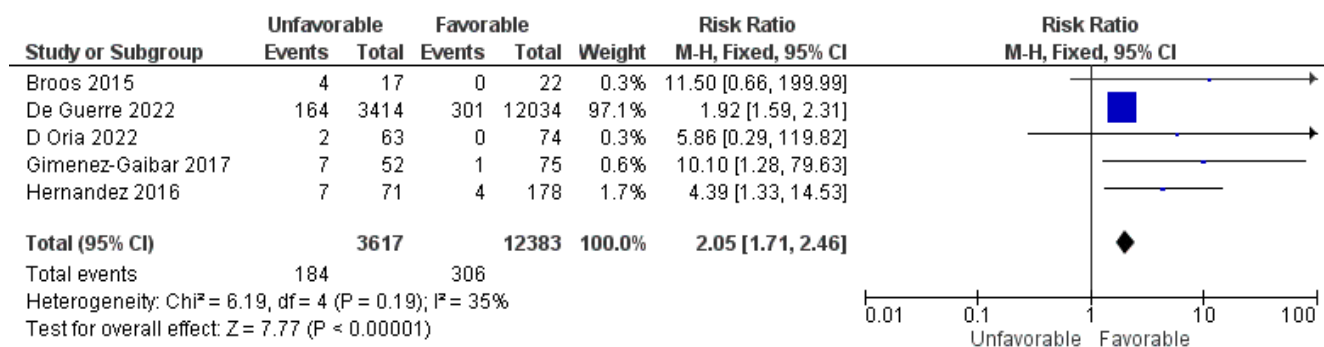 Unfavorable Favorable Risk Ratio Risk Ratio
Study or Subgroup Events Total Events Total Weight M-H, Fixed, 95% CI M-H, Fixed, 95% CI
Broos 2015 4 17 0 22 0.3% 11.50 [0.66, 199.99]
De Guerre 2022 164 3414 301 12034 97.1% 1.92 [1.59, 2.31]
D Oria 2022 2 63 0 74 0.3% 5.86 [0.29, 119.82]
Gimenez-Gaibar 2017 7 52 1 75 0.6% 10.10 [1.28, 79.63]
Hernandez 2016 7 71 4 178 1.7% 4.39 [1.33, 14.53]
Total (95% CI) 3617 12383 100.0% 2.05 [1.71, 2.46]
Total events 184 306
Heterogeneity: Chi² = 6.19, df = 4 (P = 0.19); I² = 35%
Test for overall effect: Z = 7.77 (P < 0.00001)
0.01 0.1 1 10 100
Unfavorable Favorable